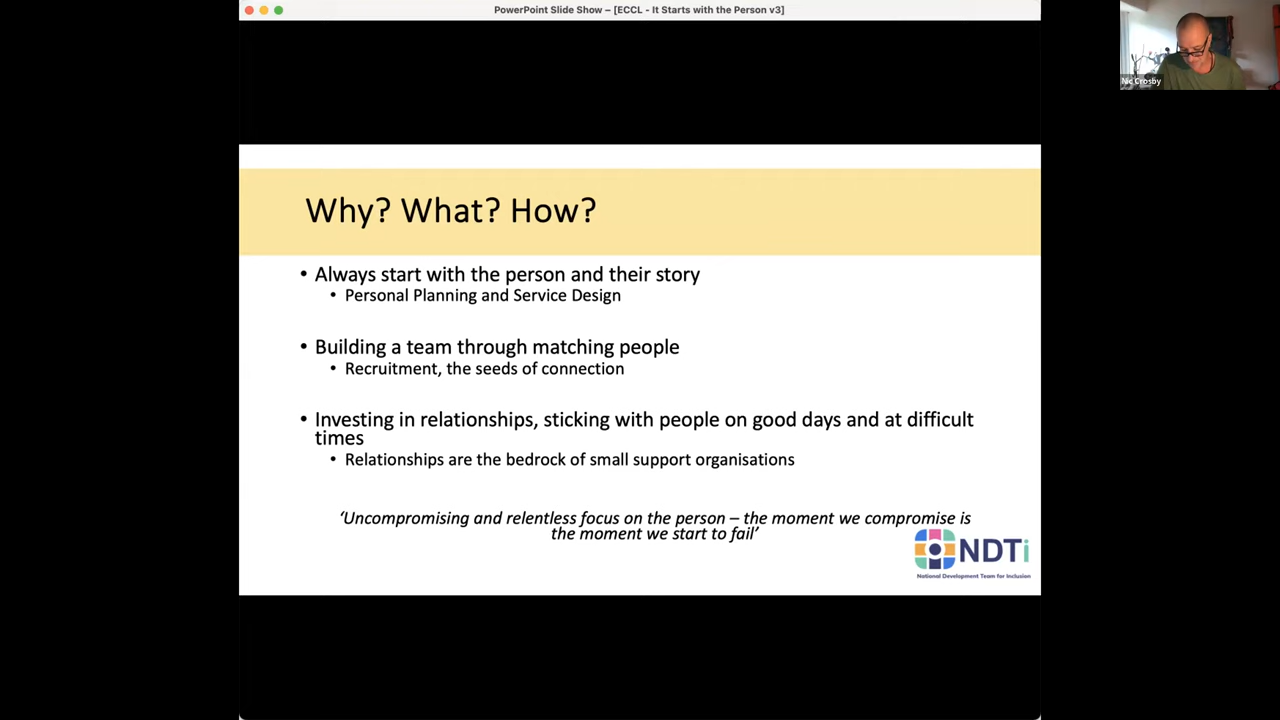 PowerPoint Slide Show – [ECCL - It Starts with the Person v3]
Nic Crosby
Why? What? How?
• Always start with the person and their story
• Personal Planning and Service Design
• Building a team through matching people
• Recruitment, the seeds of connection
• Investing in relationships, sticking with people on good days and at difficult
times
• Relationships are the bedrock of small support organisations
‘Uncompromising and relentless focus on the person – the moment we compromise is
the moment we start to fail’
NDTi
National Development Team for Inclusion